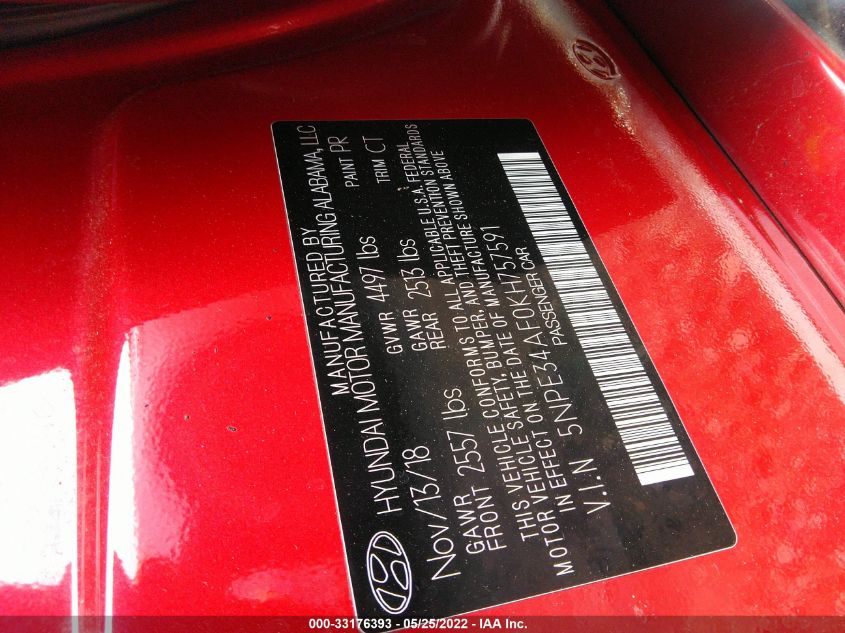 MANUFACTURED BY
HYUNDAI MOTOR MANUFACTURING ALABAMA, LLC
Nov/13/18 GVWR 4497 lbs PAINT PR
GAWR FRONT 2557 lbs GAWR REAR 2513 lbs TRIM CT
THIS VEHICLE CONFORMS TO ALL APPLICABLE U.S.A. FEDERAL
MOTOR VEHICLE SAFETY, BUMPER, AND THEFT PREVENTION STANDARDS
IN EFFECT ON THE DATE OF MANUFACTURE SHOWN ABOVE
V.I.N 5NPE34AF0KH757591
PASSENGER CAR
000-33176393 - 05/25/2022 - IAA Inc.